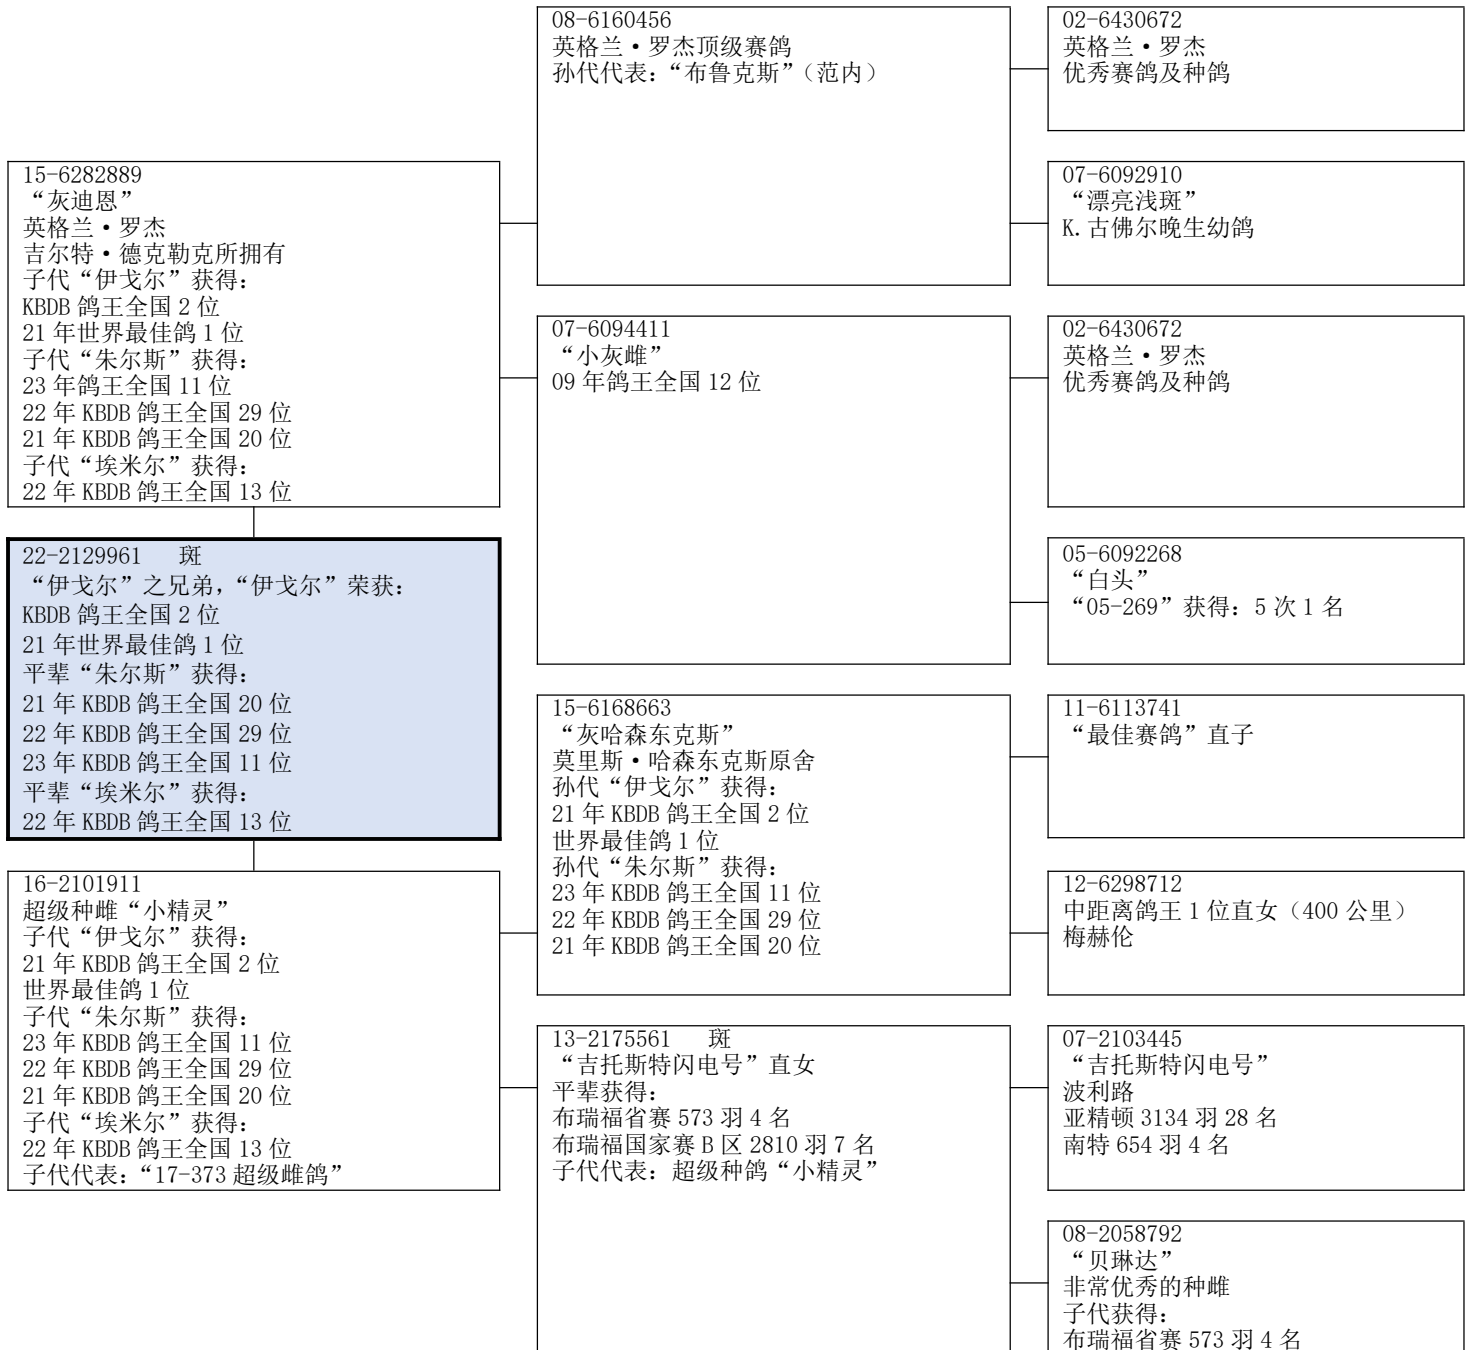 08-6160456
英格兰·罗杰顶级赛鸽
孙代代表：“布鲁克斯”（范内）
02-6430672
英格兰·罗杰
优秀赛鸽及种鸽
07-6092910
“漂亮浅斑”
K.古佛尔晚生幼鸽
15-6282889
“灰迪恩”
英格兰·罗杰
吉尔特·德克勒克所拥有
子代“伊戈尔”获得：
KBDB 鸽王全国 2 位
21 年世界最佳鸽 1 位
子代“朱尔斯”获得：
23 年鸽王全国 11 位
22 年 KBDB 鸽王全国 29 位
21 年 KBDB 鸽王全国 20 位
子代“埃米尔”获得：
22 年 KBDB 鸽王全国 13 位
07-6094411
“小灰雌”
09 年鸽王全国 12 位
02-6430672
英格兰·罗杰
优秀赛鸽及种鸽
05-6092268
“白头”
“05-269”获得：5 次 1 名
22-2129961 斑
“伊戈尔”之兄弟，“伊戈尔”荣获：
KBDB 鸽王全国 2 位
21 年世界最佳鸽 1 位
平辈“朱尔斯”获得：
21 年 KBDB 鸽王全国 20 位
22 年 KBDB 鸽王全国 29 位
23 年 KBDB 鸽王全国 11 位
平辈“埃米尔”获得：
22 年 KBDB 鸽王全国 13 位
15-6168663
“灰哈森东克斯”
莫里斯·哈森东克斯原舍
孙代“伊戈尔”获得：
21 年 KBDB 鸽王全国 2 位
世界最佳鸽 1 位
孙代“朱尔斯”获得：
23 年 KBDB 鸽王全国 11 位
22 年 KBDB 鸽王全国 29 位
21 年 KBDB 鸽王全国 20 位
11-6113741
“最佳赛鸽”直子
12-6298712
中距离鸽王 1 位直女（400 公里）
梅赫伦
16-2101911
超级种雌“小精灵”
子代“伊戈尔”获得：
21 年 KBDB 鸽王全国 2 位
世界最佳鸽 1 位
子代“朱尔斯”获得：
23 年 KBDB 鸽王全国 11 位
22 年 KBDB 鸽王全国 29 位
21 年 KBDB 鸽王全国 20 位
子代“埃米尔”获得：
22 年 KBDB 鸽王全国 13 位
子代代表：“17-373 超级雌鸽”
13-2175561 斑
“吉托斯特闪电号”直女
平辈获得：
布瑞福省赛 573 羽 4 名
布瑞福国家赛 B 区 2810 羽 7 名
子代代表：超级种鸽“小精灵”
07-2103445
“吉托斯特闪电号”
波利路
亚精顿 3134 羽 28 名
南特 654 羽 4 名
08-2058792
“贝琳达”
非常优秀的种雌
子代获得：
布瑞福省赛 573 羽 4 名